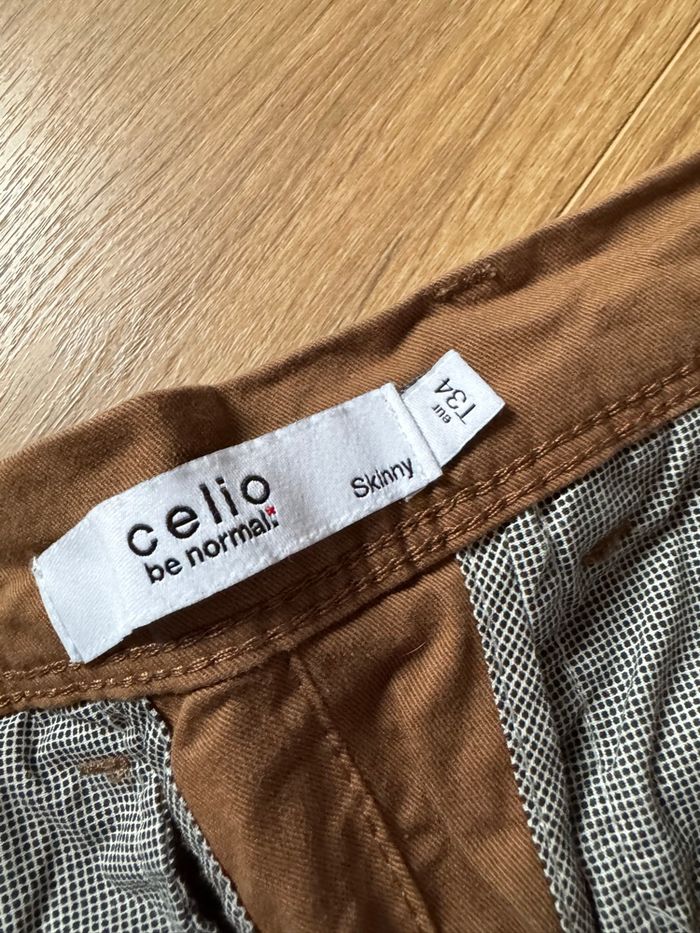 celio
be normal.*
Skinny
eur
T34